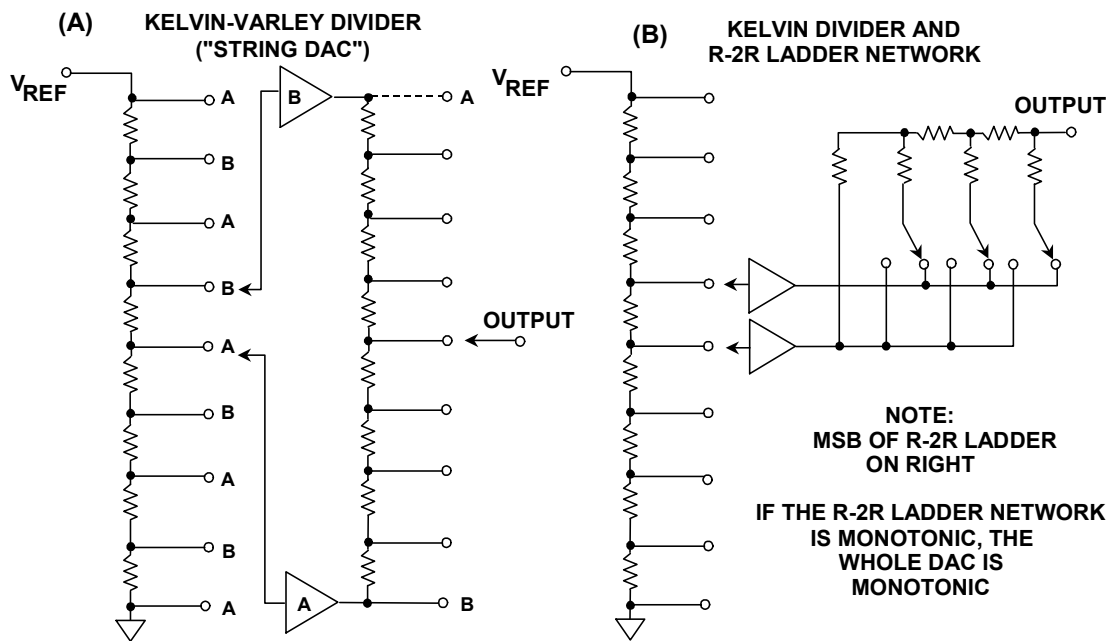 (A)
KELVIN-VARLEY DIVIDER
("STRING DAC")
VREF
A
B
A
B
A
B
A
B
A
B
A
A
B
OUTPUT
(B)
KELVIN DIVIDER AND
R-2R LADDER NETWORK
VREF
OUTPUT
NOTE:
MSB OF R-2R LADDER
ON RIGHT
IF THE R-2R LADDER NETWORK
IS MONOTONIC, THE
WHOLE DAC IS
MONOTONIC